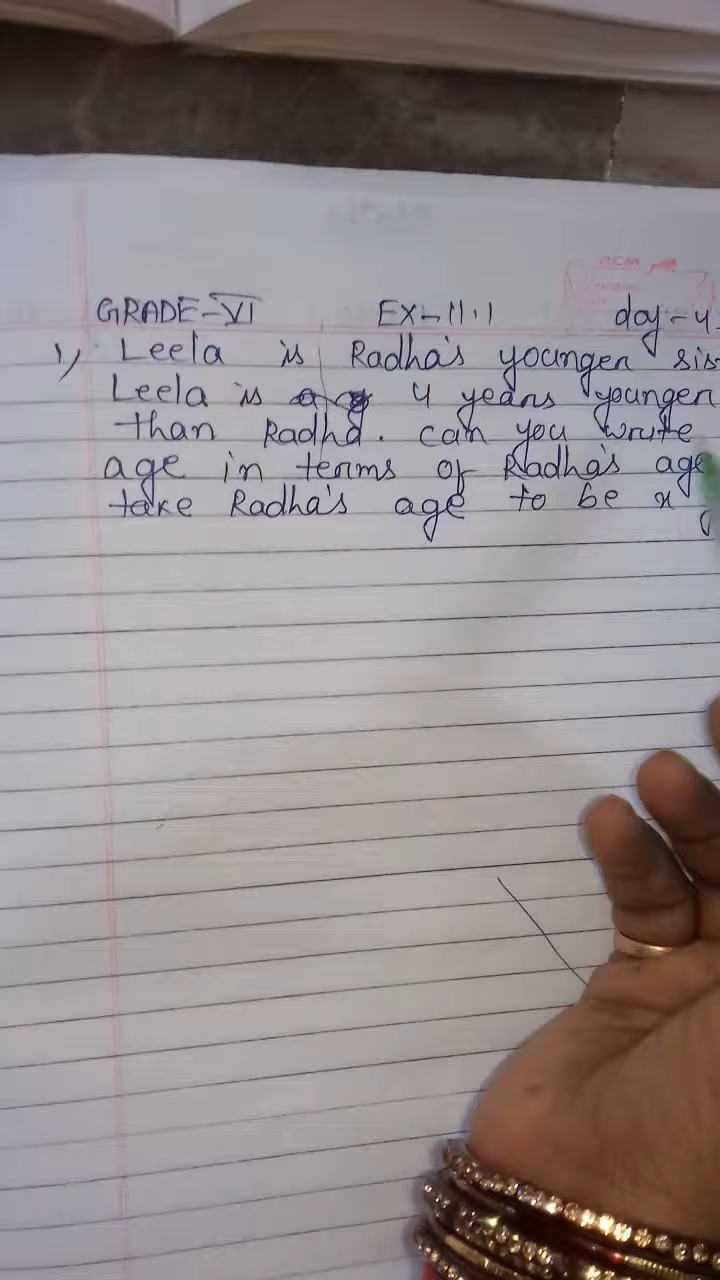 GRADE-VI EX-11.1 day-4
1) Leela is Radha's younger sis
Leela is 4 years younger
than Radha. can you write
age in terms of Radha's age
take Radha's age to be x